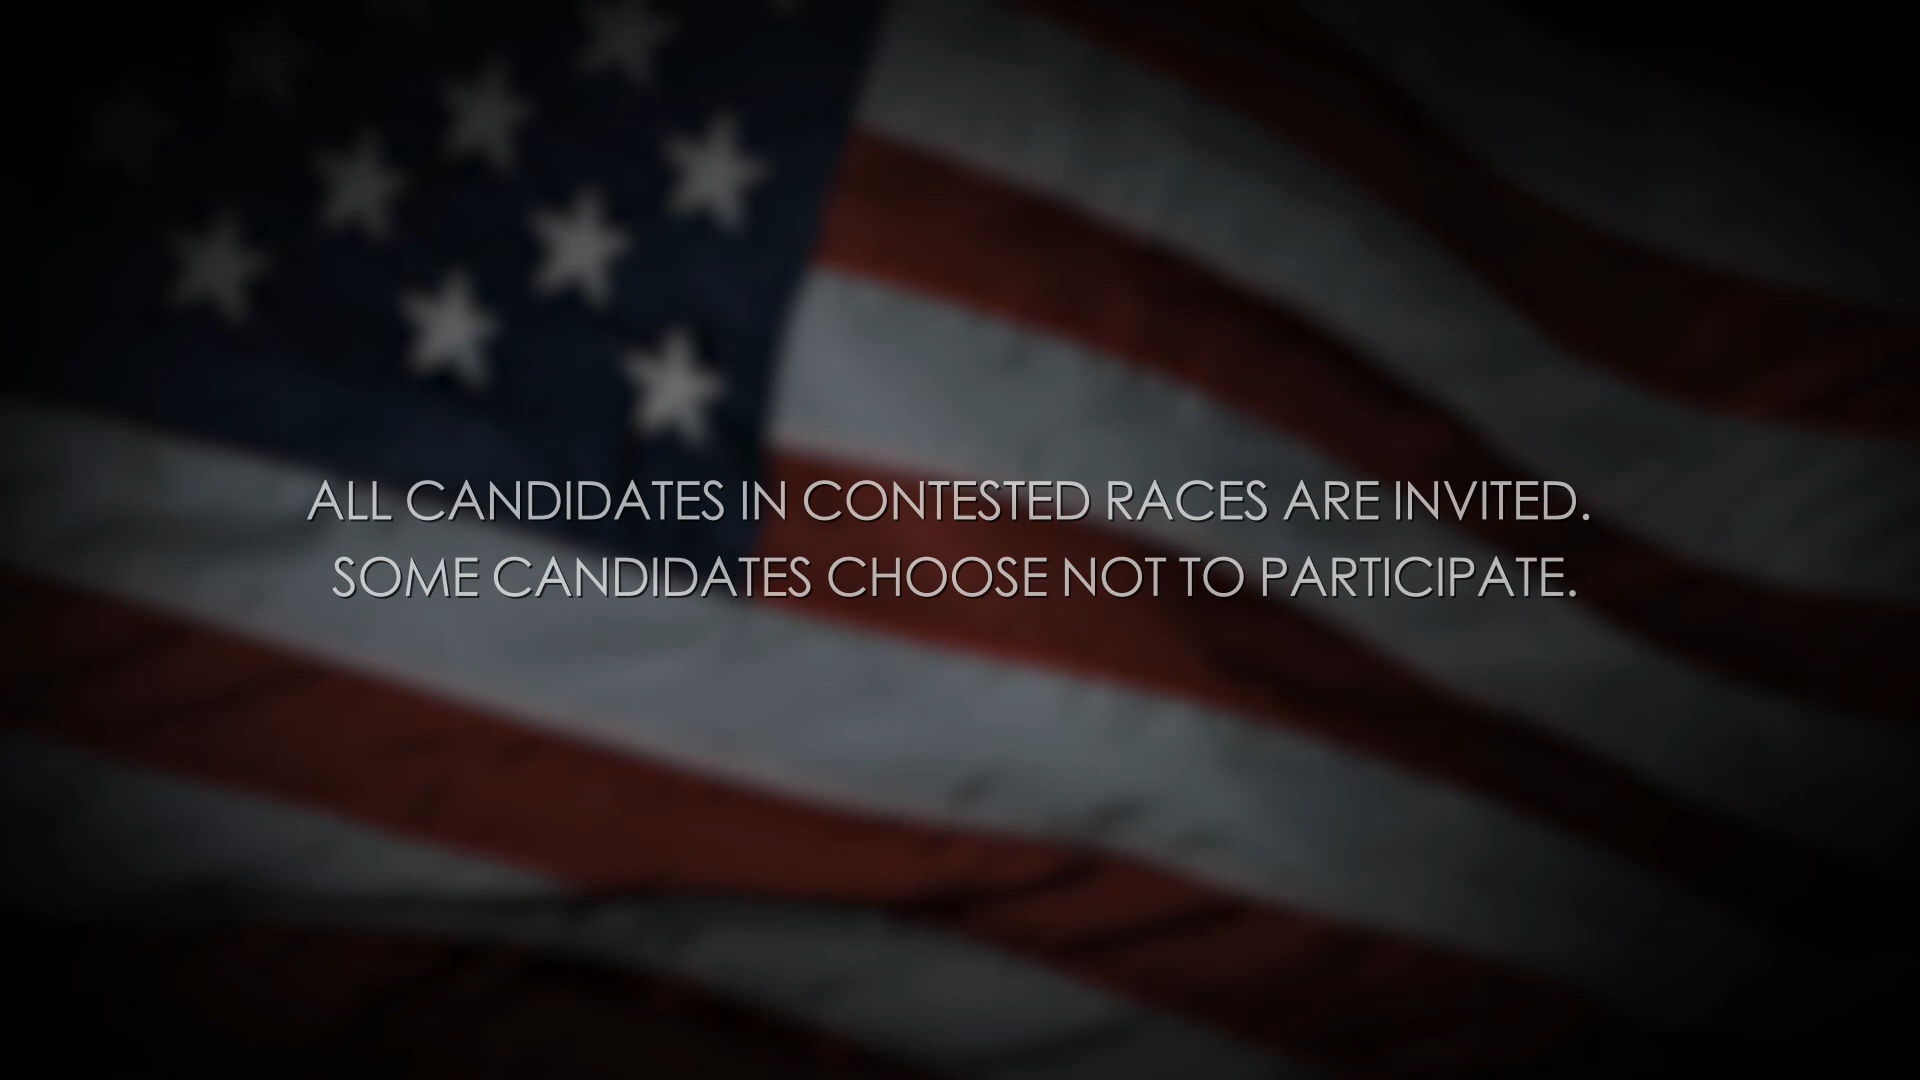 ALL CANDIDATES IN CONTESTED RACES ARE INVITED.
SOME CANDIDATES CHOOSE NOT TO PARTICIPATE.